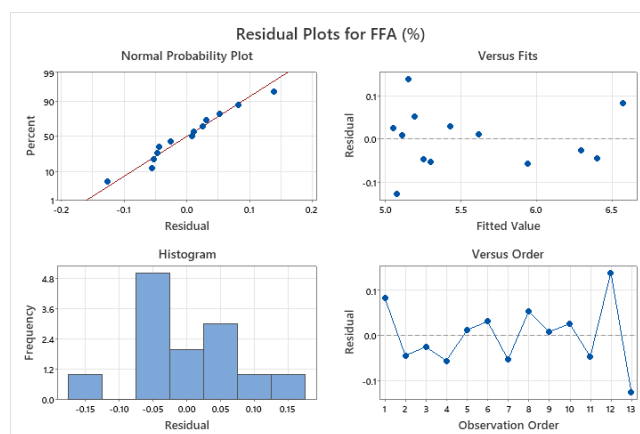 Residual Plots for FFA (%)
Normal Probability Plot
Versus Fits
99
90
50
10
1
Percent
-0.2 -0.1 0.0 0.1 0.2
Residual
0.1
0.0
-0.1
Residual
5.0 5.5 6.0 6.5
Fitted Value
Histogram
Versus Order
4.8
3.6
2.4
1.2
0.0
Frequency
-0.15 -0.10 -0.05 0.00 0.05 0.10 0.15
Residual
0.1
0.0
-0.1
Residual
1 2 3 4 5 6 7 8 9 10 11 12 13
Observation Order